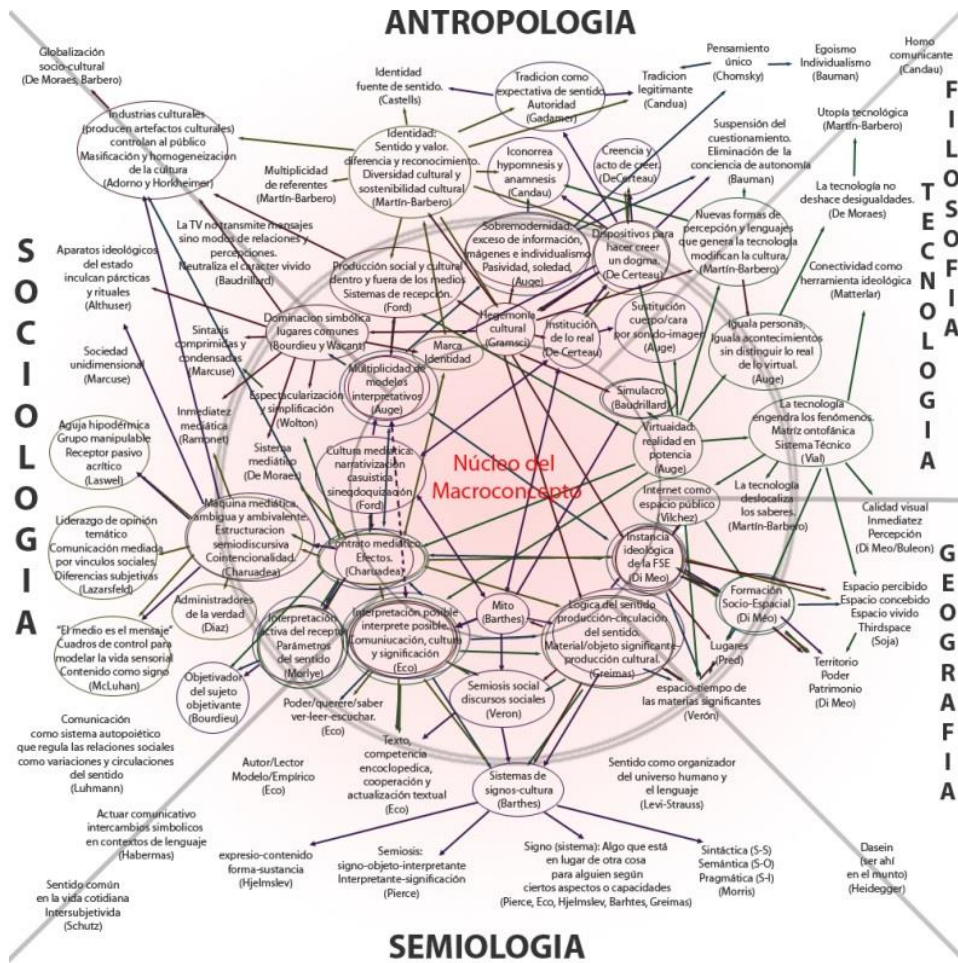 ANTROPOLOGIA
Globalización
socio-cultural
(De Moraes, Barbero)
Identidad
fuente de sentido.
(Castells)
Tradicion como
expectativa de sentido.
Autoridad
(Gadamer)
Tradicion
legitimante
(Candua)
Pensamiento
único
(Chomsky)
Egoismo
Individualismo
(Bauman)
Homo
comunicante
(Candau)
FILOSOFIA
TECNOLOGIA
GEOGRAFIA
SOCIOLOGIA
Industrias culturales
(producen artefactos culturales)
controlan al público
Masificación y homogeneizacion
de la cultura
(Adorno y Horkheimer)
Identidad:
Sentido y valor.
diferencia y reconocimiento.
Diversidad cultural y
sostenibilidad cultural
(Martín-Barbero)
Multiplicidad
de referentes
(Martín-Barbero)
Iconorrea
hypomnesis y
anamnesis
(Candau)
Creencia y
acto de creer.
(DeCerteau)
Suspensión del
cuestionamiento.
Eliminación de la
conciencia de autonomía
(Bauman)
Utopía tecnológica
(Martín-Barbero)
La tecnología no
deshace desigualdades.
(De Moraes)
La TV no transmite mensajes
sino modos de relaciones y
percepciones.
Neutraliza el caracter vivido
(Baudrillard)
Aparatos ideológicos
del estado
inculcan párcticas
y rituales
(Althuser)
Producción social y cultural
dentro y fuera de los medios
Sistemas de recepción.
(Ford)
Sobremodernidad:
exceso de información,
imágenes e individualismo
Pasividad, soledad,
(Auge)
Dispositivos para
hacer creer
un dogma.
(De Certeau)
Nuevas formas de
percepción y lenguajes
que genera la tecnología
modifican la cultura.
(Martín-Barbero)
Conectividad como
herramienta ideológica
(Matterlar)
Dominacion simbólica
lugares comunes
(Bourdieu y Wacant)
Sintaxis
comprimidas y
condensadas
(Marcuse)
Sociedad
unidimensional
(Marcuse)
Marca
Identidad
Hegemonía
cultural
(Gramsci)
Institución
de lo real
(De Certeau)
Sustitución
cuerpo/cara
por sonido-imagen
(Auge)
Iguala personas,
Iguala acontecimientos
sin distinguir lo real
de lo virtual.
(Auge)
Multiplicidad de
modelos
interpretativos
(Auge)
Espectacularización
y simplificación
(Wolton)
Inmediatez
mediática
(Ramonet)
Sistema
mediático
(De Moraes)
Simulacro
(Baudrillard)
Virtuaidad:
realidad en
potencia
(Auge)
La tecnología
engendra los fenómenos.
Matríz ontofánica
Sistema Técnico
(Vial)
Aguja hipodérmica
Grupo manipulable
Receptor pasivo
acrítico
(Laswel)
Cultura mediatica:
narrativizacion
casuistica
sineqdoquización
(Ford)
Núcleo del
Macroconcepto
Internet como
espacio público
(Vilchez)
La tecnología
deslocaliza
los saberes.
(Martín-Barbero)
Calidad visual
Inmediatez
Percepción
(Di Meo/Buleon)
Maquina mediática,
ambigua y ambivalente.
Estructuracion
semiodiscursiva
Cointencionalidad.
(Charuadea)
Contrato mediático
Efectos.
(Charuadea)
Instancia
ideológica
de la FSE
(Di Meo)
Liderazgo de opinión
temático
Comunicación mediada
por vinculos sociales.
Diferencias subjetivas
(Lazarsfeld)
Administradores
de la verdad
(Diaz)
Interpretación
activa del recepto
Parámetros
del sentido
(Morlye)
Interpretación posible
interprete posible.
Comuniucación, cultura
y significación
(Eco)
Mito
(Barthes)
Logica del sentido
producción-circulación
del sentido.
Material/objeto significante-
producción cultural.
(Greimas)
Formación
Socio-Espacial
(Di Meo)
Espacio percibido
Espacio concebido
Espacio vivido
Thirdspace
(Soja)
"El medio es el mensaje"
Cuadros de control para
modelar la vida sensorial
Contenido como signo
(McLuhan)
Objetivador
del sujeto
objetivante
(Bourdieu)
Lugares
(Pred)
Territorio
Poder
Patrimonio
(Di Meo)
Semiosis social
discursos sociales
(Veron)
espacio-tiempo de
las materias significantes
(Verón)
Poder/querere/saber
ver-leer-escuchar.
(Eco)
Comunicación
como sistema autopoiético
que regula las relaciones sociales
como variaciones y circulaciones
del sentido
(Luhmann)
Autor/Lector
Modelo/Empírico
(Eco)
Texto,
competencia
encoclopedica,
cooperación y
actualización textual
(Eco)
Sistemas de
signos-cultura
(Barthes)
Sentido como organizador
del universo humano y
el lenguaje
(Levi-Strauss)
Actuar comunicativo
intercambios simbolicos
en contextos de lenguaje
(Habermas)
expresio-contenido
forma-sustancia
(Hjelmslev)
Semiosis:
signo-objeto-interpretante
Interpretante-significación
(Pierce)
Signo (sistema): Algo que está
en lugar de otra cosa
para alguien según
ciertos aspectos o capacidades
(Pierce, Eco, Hjelmslev, Barhtes, Greimas)
Sintáctica (S-S)
Semántica (S-O)
Pragmática (S-I)
(Morris)
Dasein
(ser ahí
en el munto)
(Heidegger)
Sentido común
en la vida cotidiana
Intersubjetivida
(Schutz)
SEMIOLOGIA